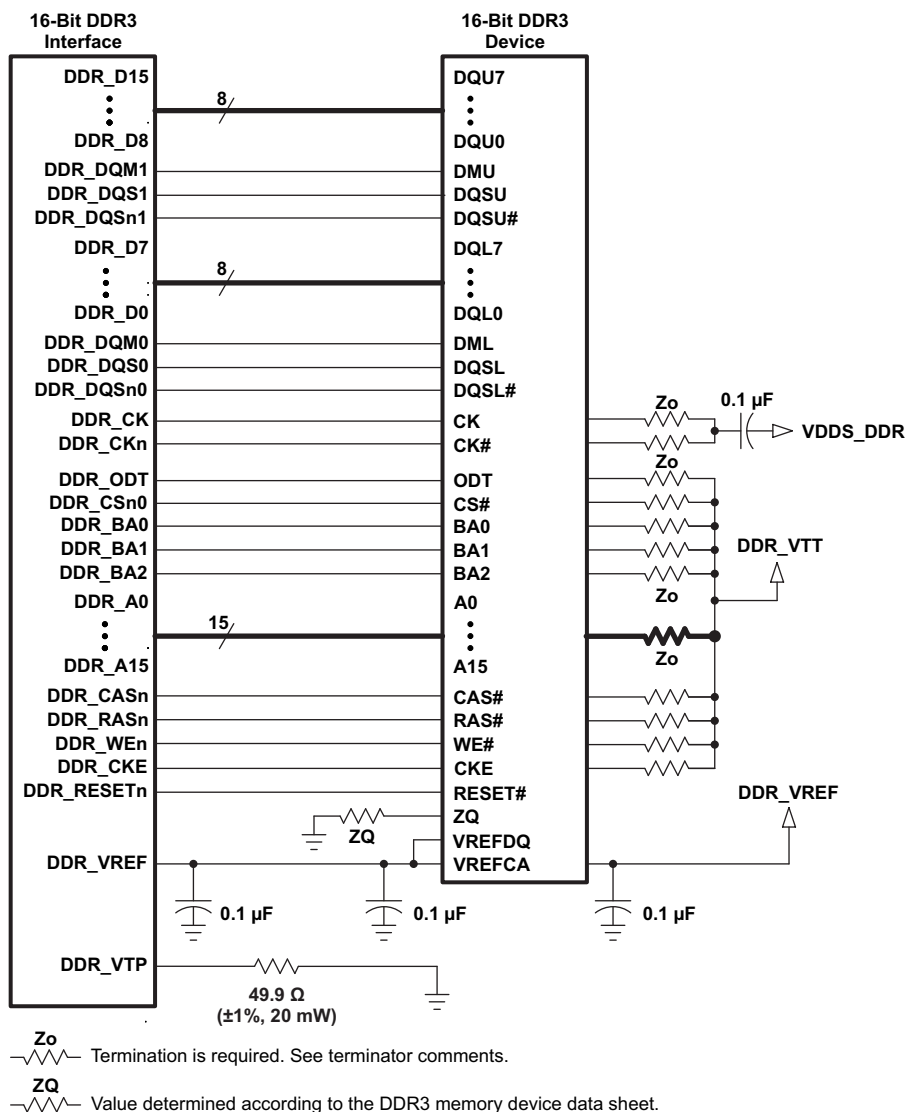 16-Bit DDR3
Interface
16-Bit DDR3
Device
DDR_D15
8
DQU7
DDR_D8
DQU0
DDR_DQM1
DMU
DDR_DQS1
DQSU
DDR_DQSn1
DQSU#
DDR_D7
8
DQL7
DDR_D0
DQL0
DDR_DQM0
DML
DDR_DQS0
DQSL
DDR_DQSn0
DQSL#
DDR_CK
CK
Zo
0.1 µF
VDDS_DDR
DDR_CKn
CK#
Zo
DDR_ODT
ODT
DDR_CSn0
CS#
DDR_BA0
BA0
DDR_BA1
BA1
DDR_VTT
DDR_BA2
BA2
Zo
DDR_A0
A0
15
Zo
DDR_A15
A15
DDR_CASn
CAS#
DDR_RASn
RAS#
DDR_WEn
WE#
DDR_CKE
CKE
DDR_RESETn
RESET#
DDR_VREF
ZQ
ZQ
VREFDQ
DDR_VREF
VREFCA
0.1 µF
0.1 µF
0.1 µF
DDR_VTP
49.9 Ω
(±1%, 20 mW)
Zo
Termination is required. See terminator comments.
ZQ
Value determined according to the DDR3 memory device data sheet.